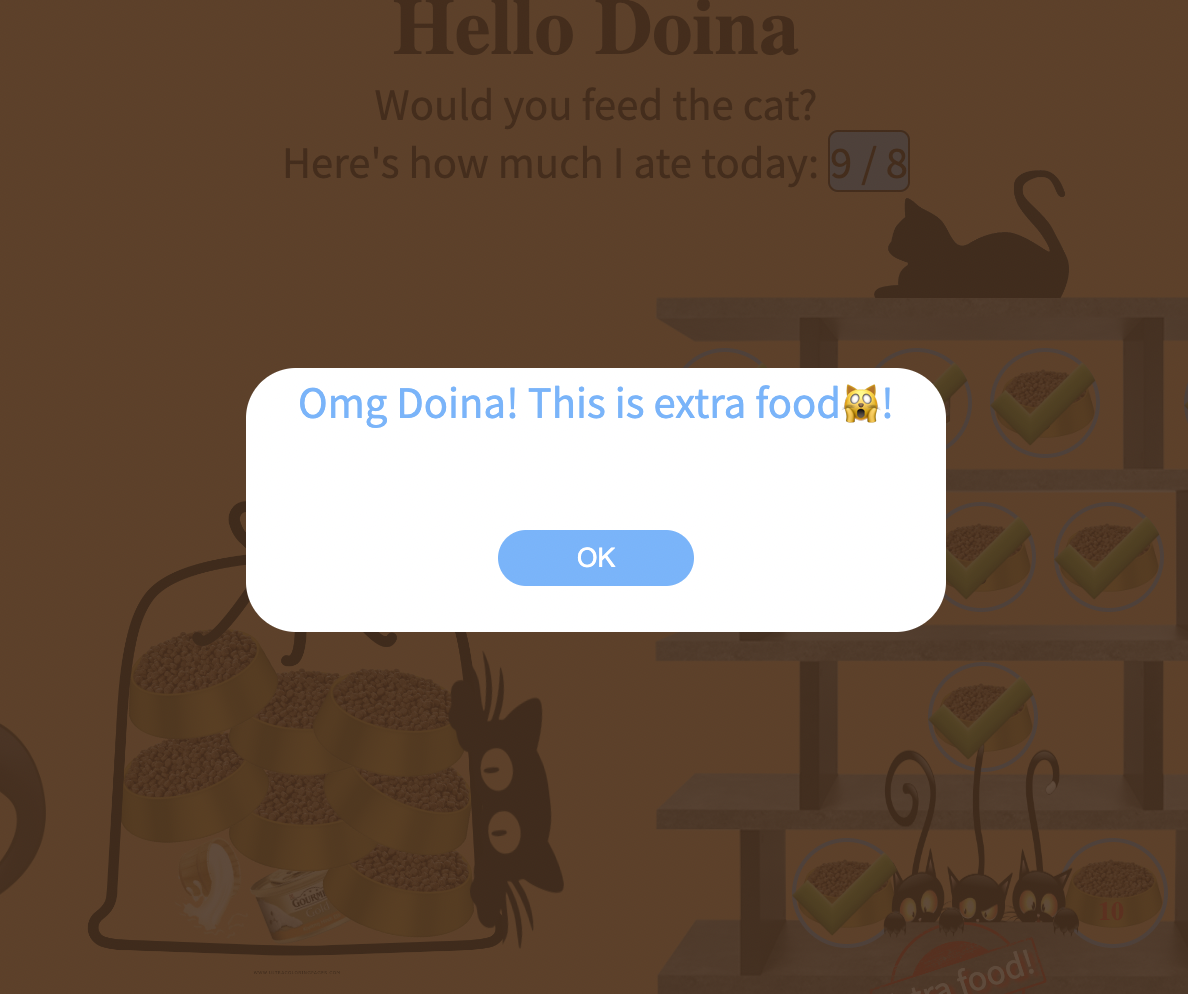 Hello Doina
Would you feed the cat?
Here's how much I ate today: 9 / 8
Omg Doina! This is extra food🙀!
OK
Gourmet
10
tra food!